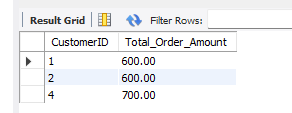 Result Grid Filter Rows:
CustomerID Total_Order_Amount
1 600.00
2 600.00
4 700.00